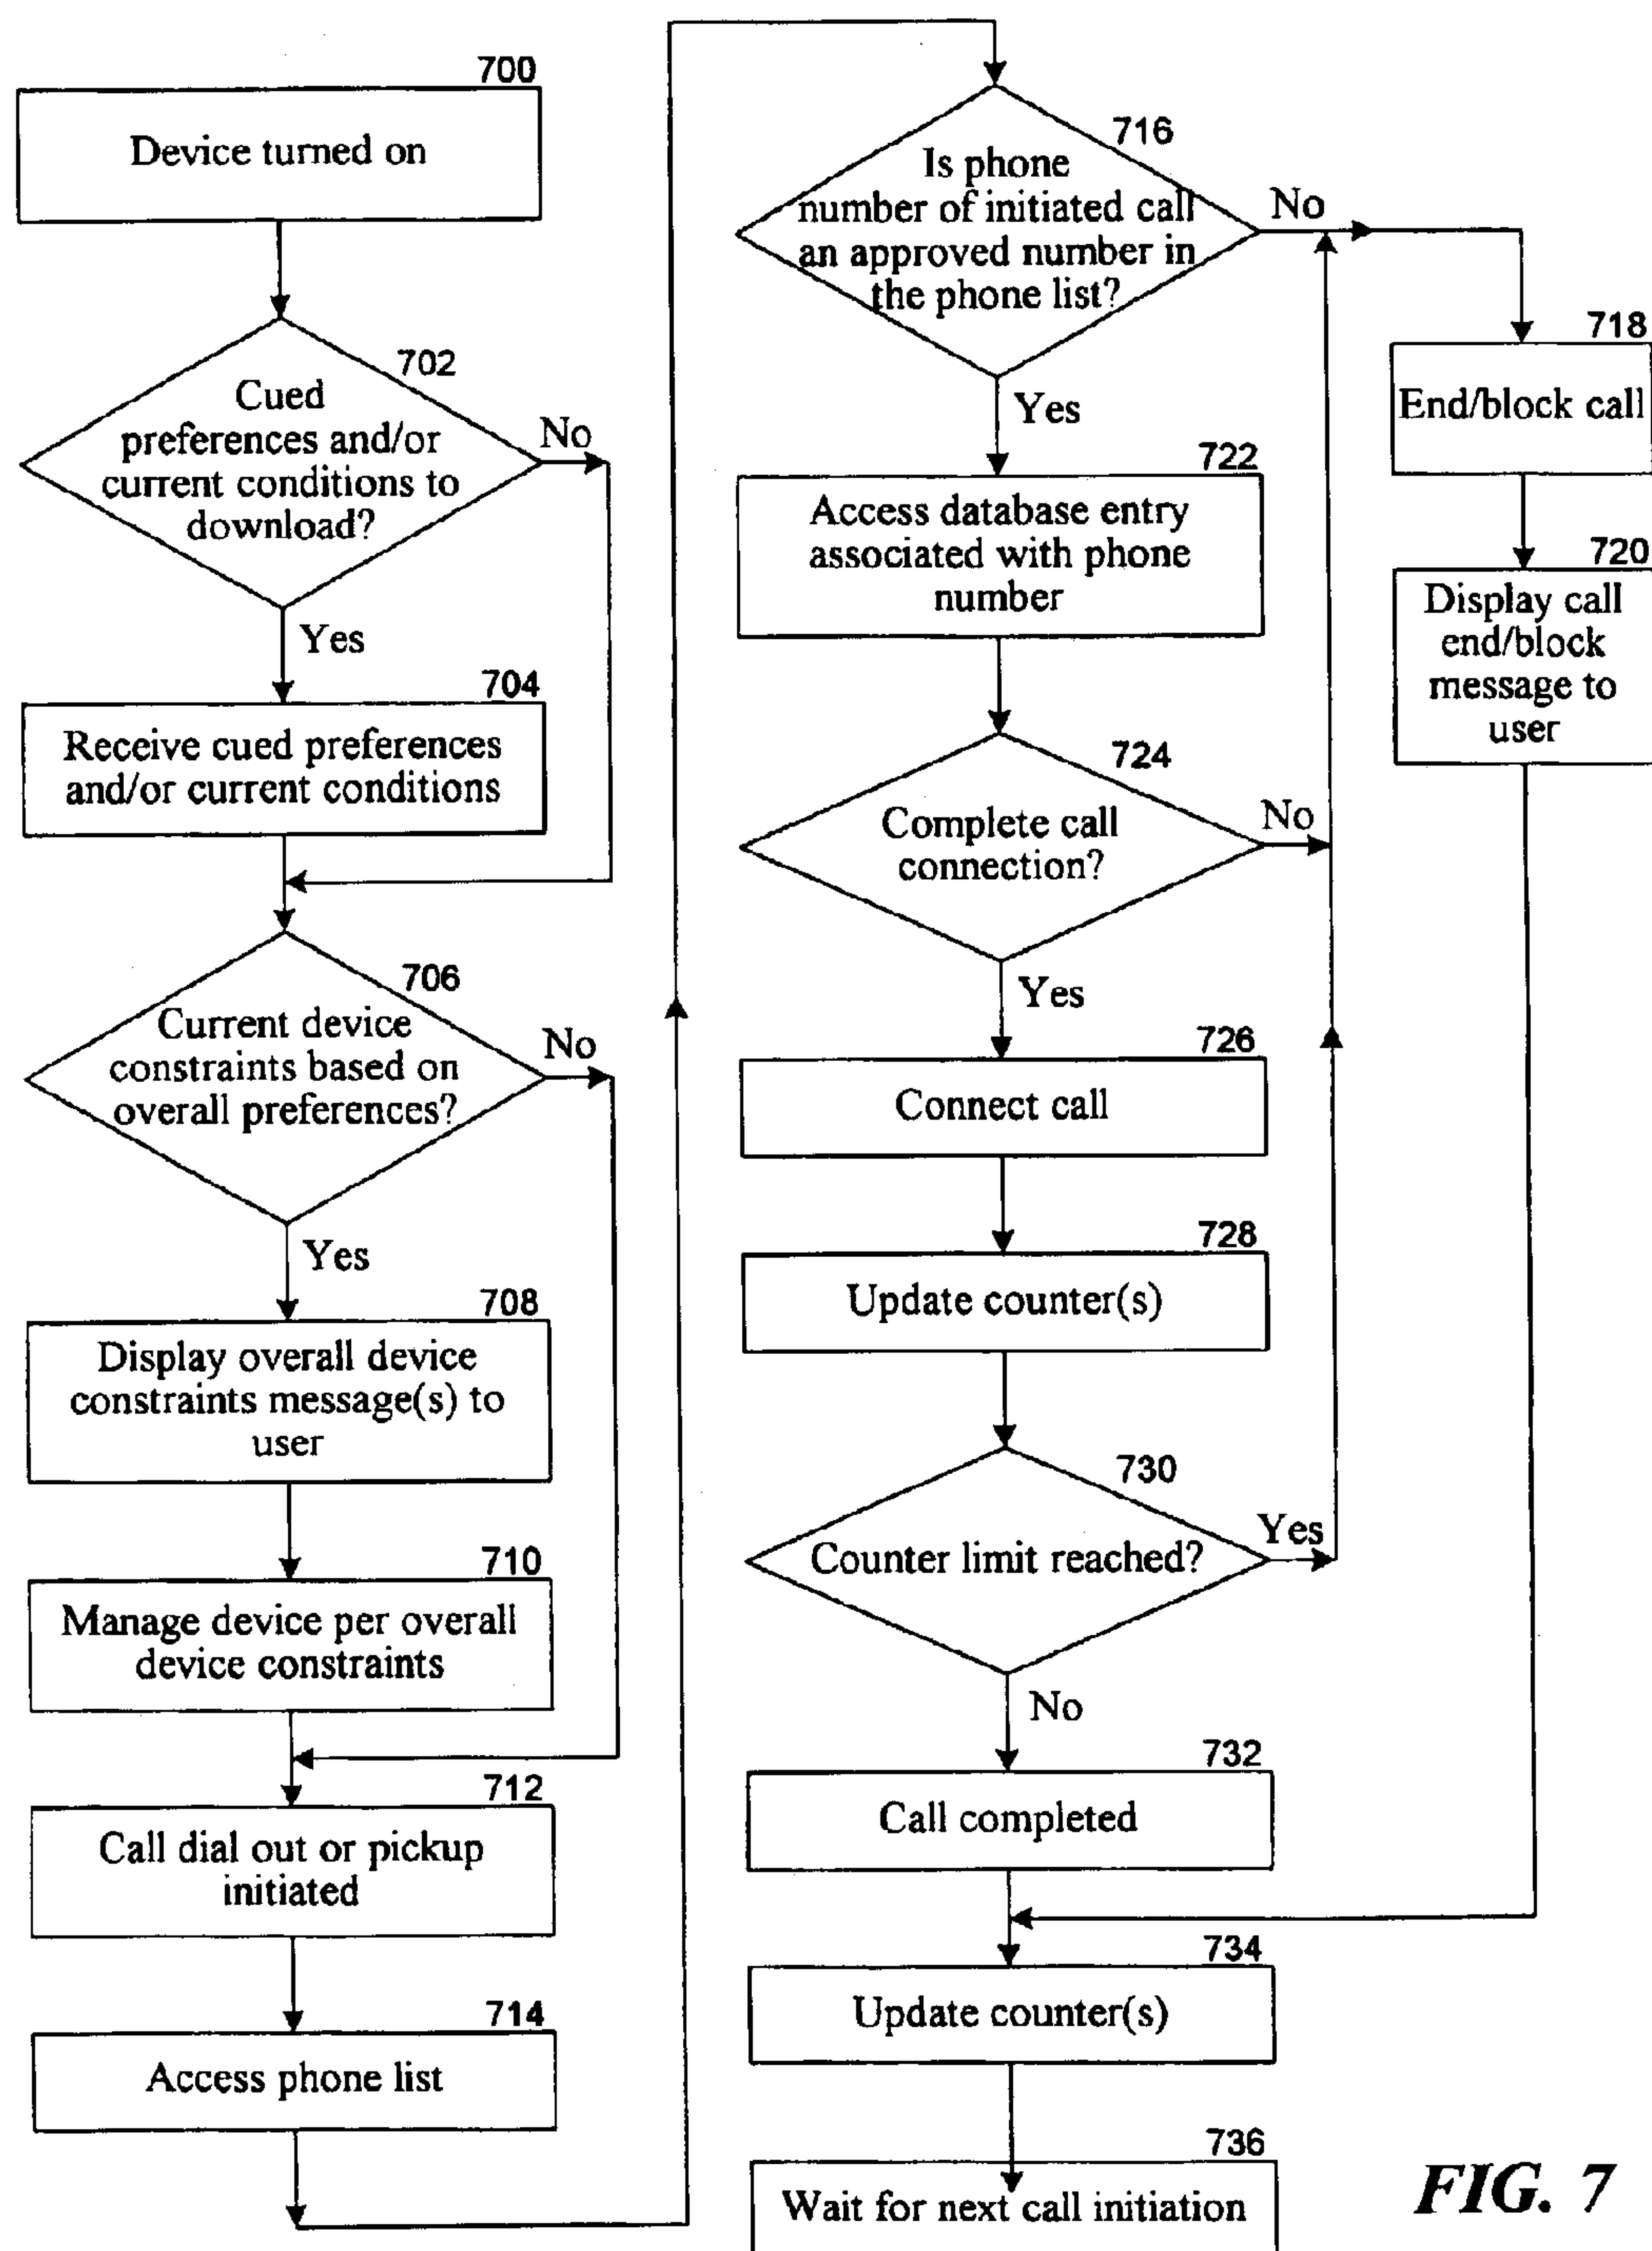 700
Device turned on
702
Cued
preferences and/or
current conditions to
download?
No
Yes
704
Receive cued preferences
and/or current conditions
706
Current device
constraints based on
overall preferences?
No
Yes
708
Display overall device
constraints message(s) to
user
710
Manage device per overall
device constraints
712
Call dial out or pickup
initiated
714
Access phone list
716
Is phone
number of initiated call
an approved number in
the phone list?
No
Yes
718
End/block call
720
Display call
end/block
message to
user
722
Access database entry
associated with phone
number
724
Complete call
connection?
No
Yes
726
Connect call
728
Update counter(s)
730
Counter limit reached?
Yes
No
732
Call completed
734
Update counter(s)
736
Wait for next call initiation
FIG. 7